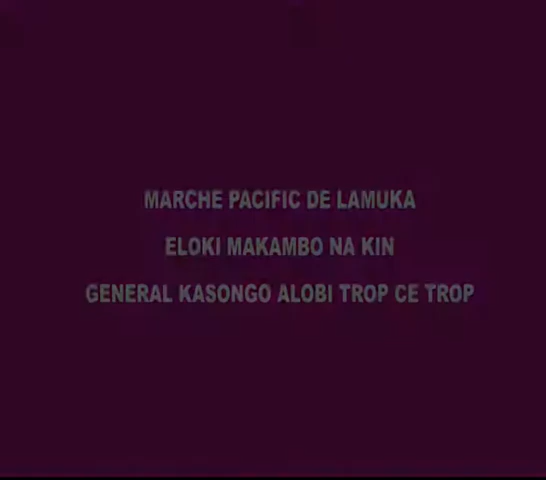 MARCHE PACIFIC DE LAMUKA
ELOKI MAKAMBO NA KIN
GENERAL KASONGO ALOBI TROP CE TROP